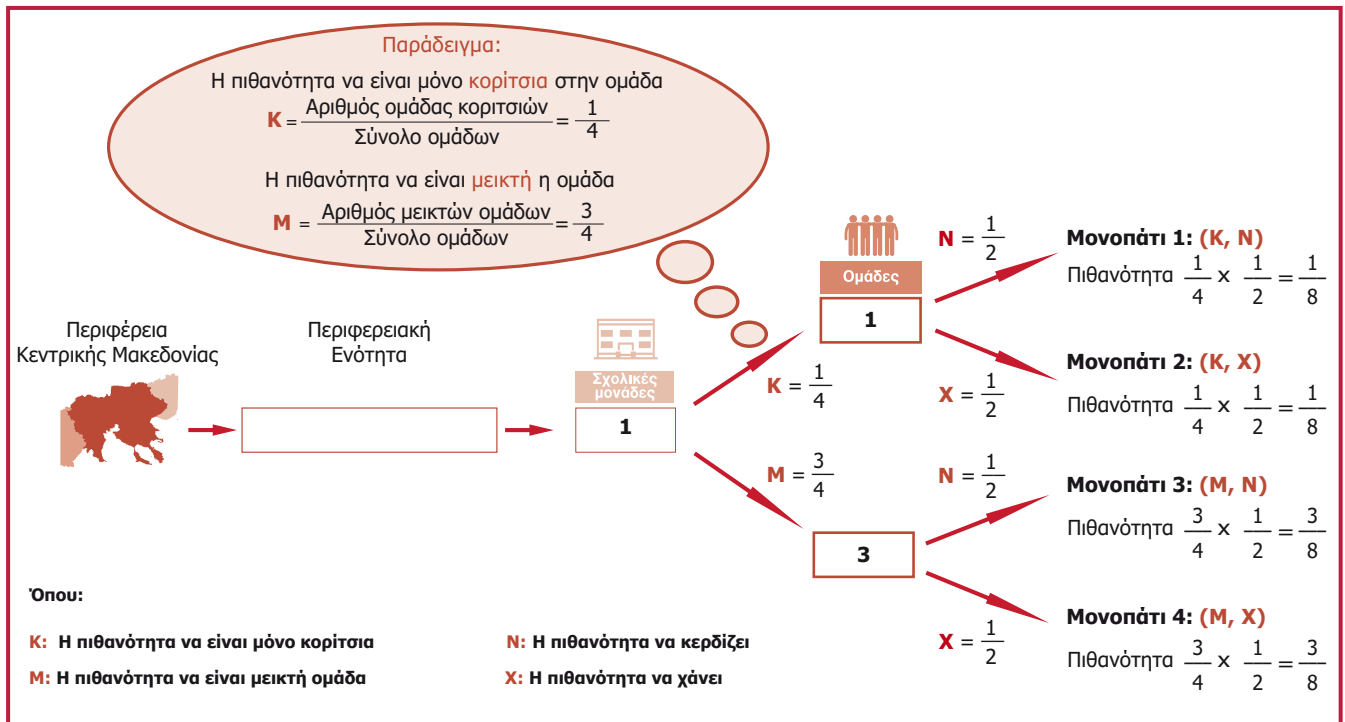 Παράδειγμα:
Η πιθανότητα να είναι μόνο κορίτσια στην ομάδα
Κ = Αριθμός ομάδας κοριτσιών / Σύνολο ομάδων = 1/4
Η πιθανότητα να είναι μεικτή η ομάδα
Μ = Αριθμός μεικτών ομάδων / Σύνολο ομάδων = 3/4
Περιφέρεια
Κεντρικής Μακεδονίας
Περιφερειακή
Ενότητα
Σχολικές
μονάδες
1
Κ = 1/4
Μ = 3/4
Ομάδες
1
3
Ν = 1/2
Χ = 1/2
Ν = 1/2
Χ = 1/2
Μονοπάτι 1: (Κ, Ν)
Πιθανότητα 1/4 x 1/2 = 1/8
Μονοπάτι 2: (Κ, Χ)
Πιθανότητα 1/4 x 1/2 = 1/8
Μονοπάτι 3: (Μ, Ν)
Πιθανότητα 3/4 x 1/2 = 3/8
Μονοπάτι 4: (Μ, Χ)
Πιθανότητα 3/4 x 1/2 = 3/8
Όπου:
Κ: Η πιθανότητα να είναι μόνο κορίτσια
Ν: Η πιθανότητα να κερδίζει
Μ: Η πιθανότητα να είναι μεικτή ομάδα
Χ: Η πιθανότητα να χάνει